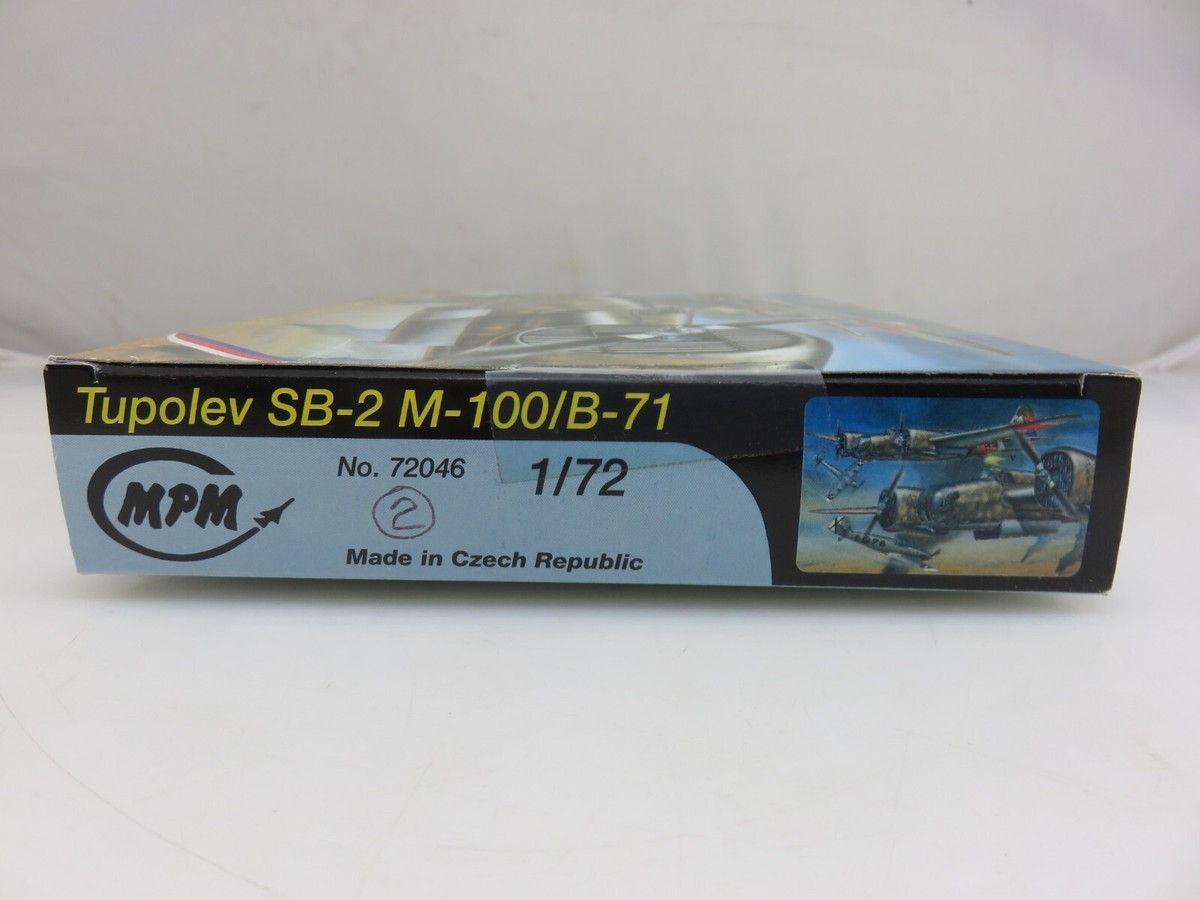 Tupolev SB-2 M-100/B-71
MPM
No. 72046
1/72
2
Made in Czech Republic